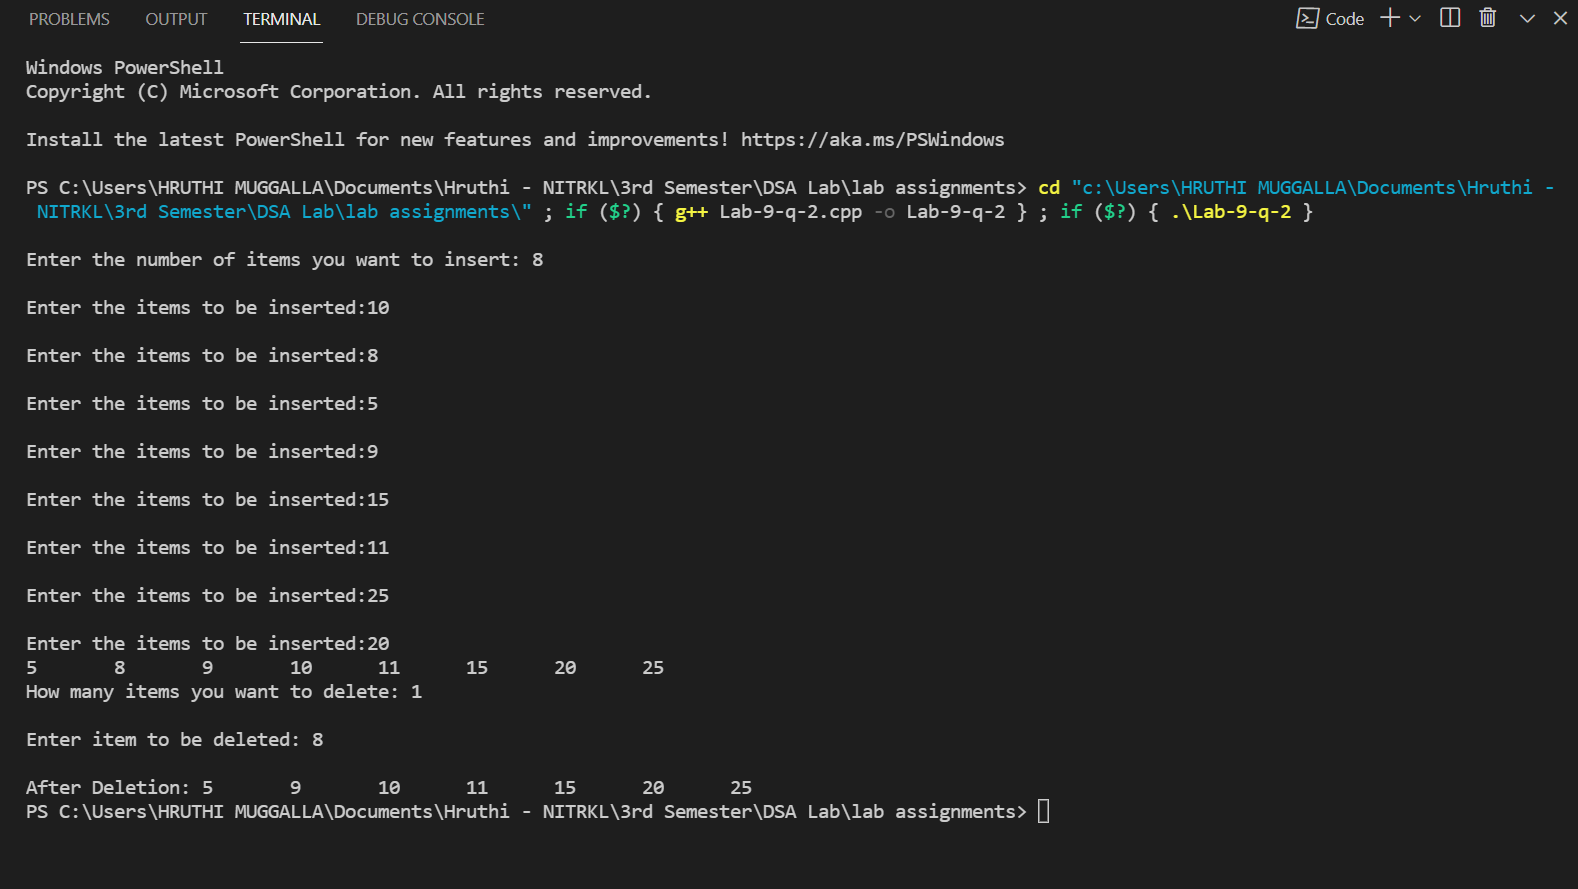 PROBLEMS OUTPUT TERMINAL DEBUG CONSOLE Code
Windows PowerShell
Copyright (C) Microsoft Corporation. All rights reserved.
Install the latest PowerShell for new features and improvements! https://aka.ms/PSWindows
PS C:\Users\HRUTHI MUGGALLA\Documents\Hruthi - NITRKL\3rd Semester\DSA Lab\lab assignments> cd "c:\Users\HRUTHI MUGGALLA\Documents\Hruthi -
NITRKL\3rd Semester\DSA Lab\lab assignments\" ; if ($?) { g++ Lab-9-q-2.cpp -o Lab-9-q-2 } ; if ($?) { .\Lab-9-q-2 }
Enter the number of items you want to insert: 8
Enter the items to be inserted:10
Enter the items to be inserted:8
Enter the items to be inserted:5
Enter the items to be inserted:9
Enter the items to be inserted:15
Enter the items to be inserted:11
Enter the items to be inserted:25
Enter the items to be inserted:20
5 8 9 10 11 15 20 25
How many items you want to delete: 1
Enter item to be deleted: 8
After Deletion: 5 9 10 11 15 20 25
PS C:\Users\HRUTHI MUGGALLA\Documents\Hruthi - NITRKL\3rd Semester\DSA Lab\lab assignments>